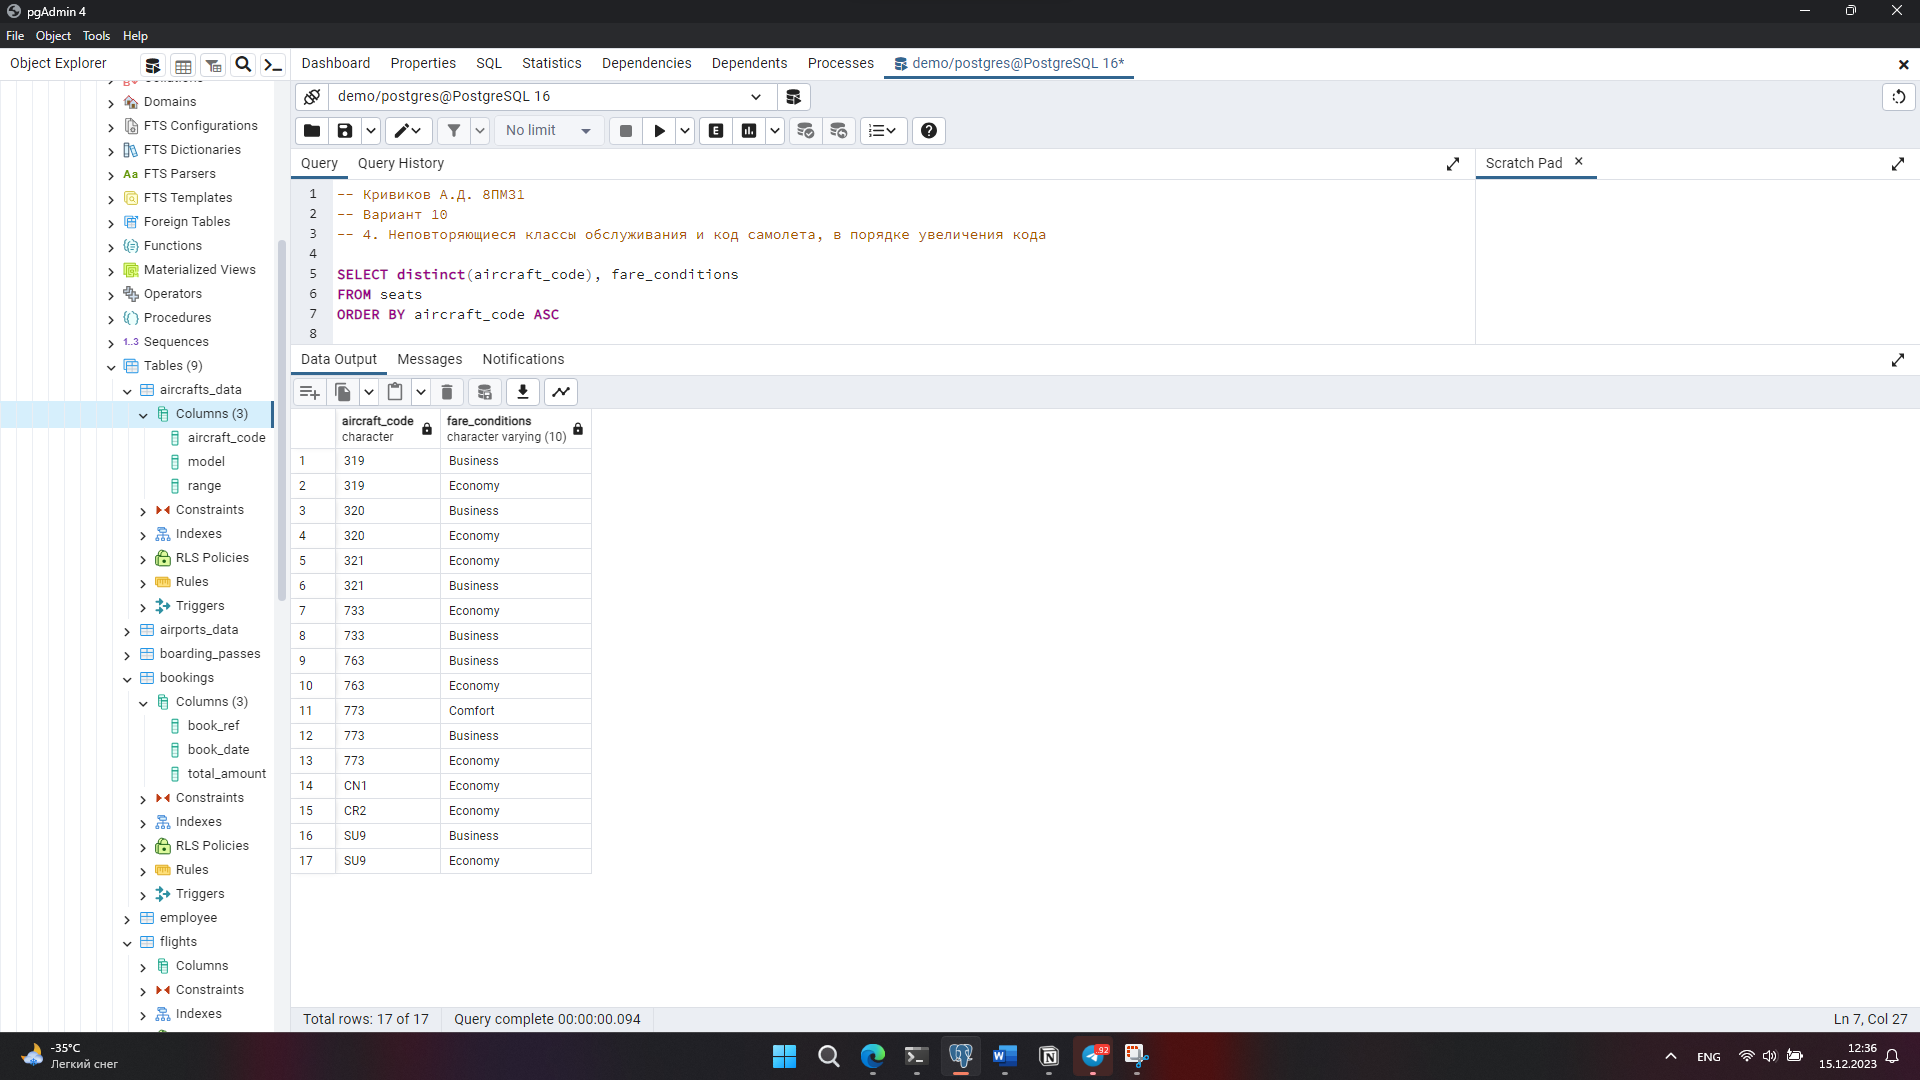 pgAdmin 4
File Object Tools Help
Object Explorer
Dashboard Properties SQL Statistics Dependencies Dependents Processes demo/postgres@PostgreSQL 16*
Domains
FTS Configurations
FTS Dictionaries
Aa FTS Parsers
FTS Templates
Foreign Tables
Functions
Materialized Views
Operators
Procedures
1..3 Sequences
Tables (9)
aircrafts_data
Columns (3)
aircraft_code
model
range
Constraints
Indexes
RLS Policies
Rules
Triggers
airports_data
boarding_passes
bookings
Columns (3)
book_ref
book_date
total_amount
Constraints
Indexes
RLS Policies
Rules
Triggers
employee
flights
Columns
Constraints
Indexes
demo/postgres@PostgreSQL 16
No limit
E
Query Query History
Scratch Pad
1 -- Кривиков А.Д. 8ПМ31
2 -- Вариант 10
3 -- 4. Неповторяющиеся классы обслуживания и код самолета, в порядке увеличения кода
4
5 SELECT distinct(aircraft_code), fare_conditions
6 FROM seats
7 ORDER BY aircraft_code ASC
8
Data Output Messages Notifications
aircraft_code fare_conditions
character character varying (10)
1 319 Business
2 319 Economy
3 320 Business
4 320 Economy
5 321 Economy
6 321 Business
7 733 Economy
8 733 Business
9 763 Business
10 763 Economy
11 773 Comfort
12 773 Business
13 773 Economy
14 CN1 Economy
15 CR2 Economy
16 SU9 Business
17 SU9 Economy
Total rows: 17 of 17 Query complete 00:00:00.094
Ln 7, Col 27
-35°C
Легкий снег
92
ENG
12:36
15.12.2023